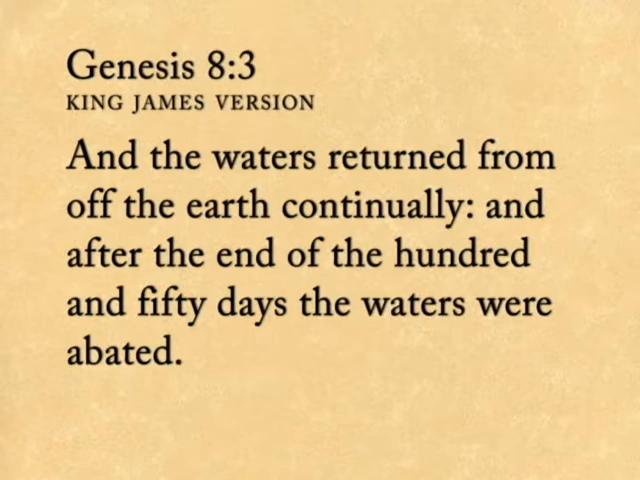 Genesis 8:3
KING JAMES VERSION
And the waters returned from
off the earth continually: and
after the end of the hundred
and fifty days the waters were
abated.